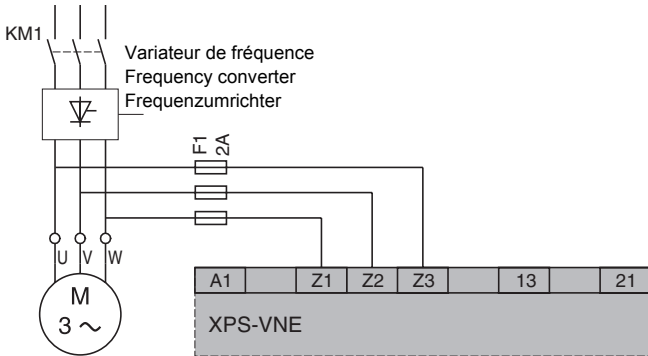 KM1
Variateur de fréquence
Frequency converter
Frequenzumrichter
F1
2A
U V W
M
3 ~
A1 Z1 Z2 Z3 13 21
XPS-VNE